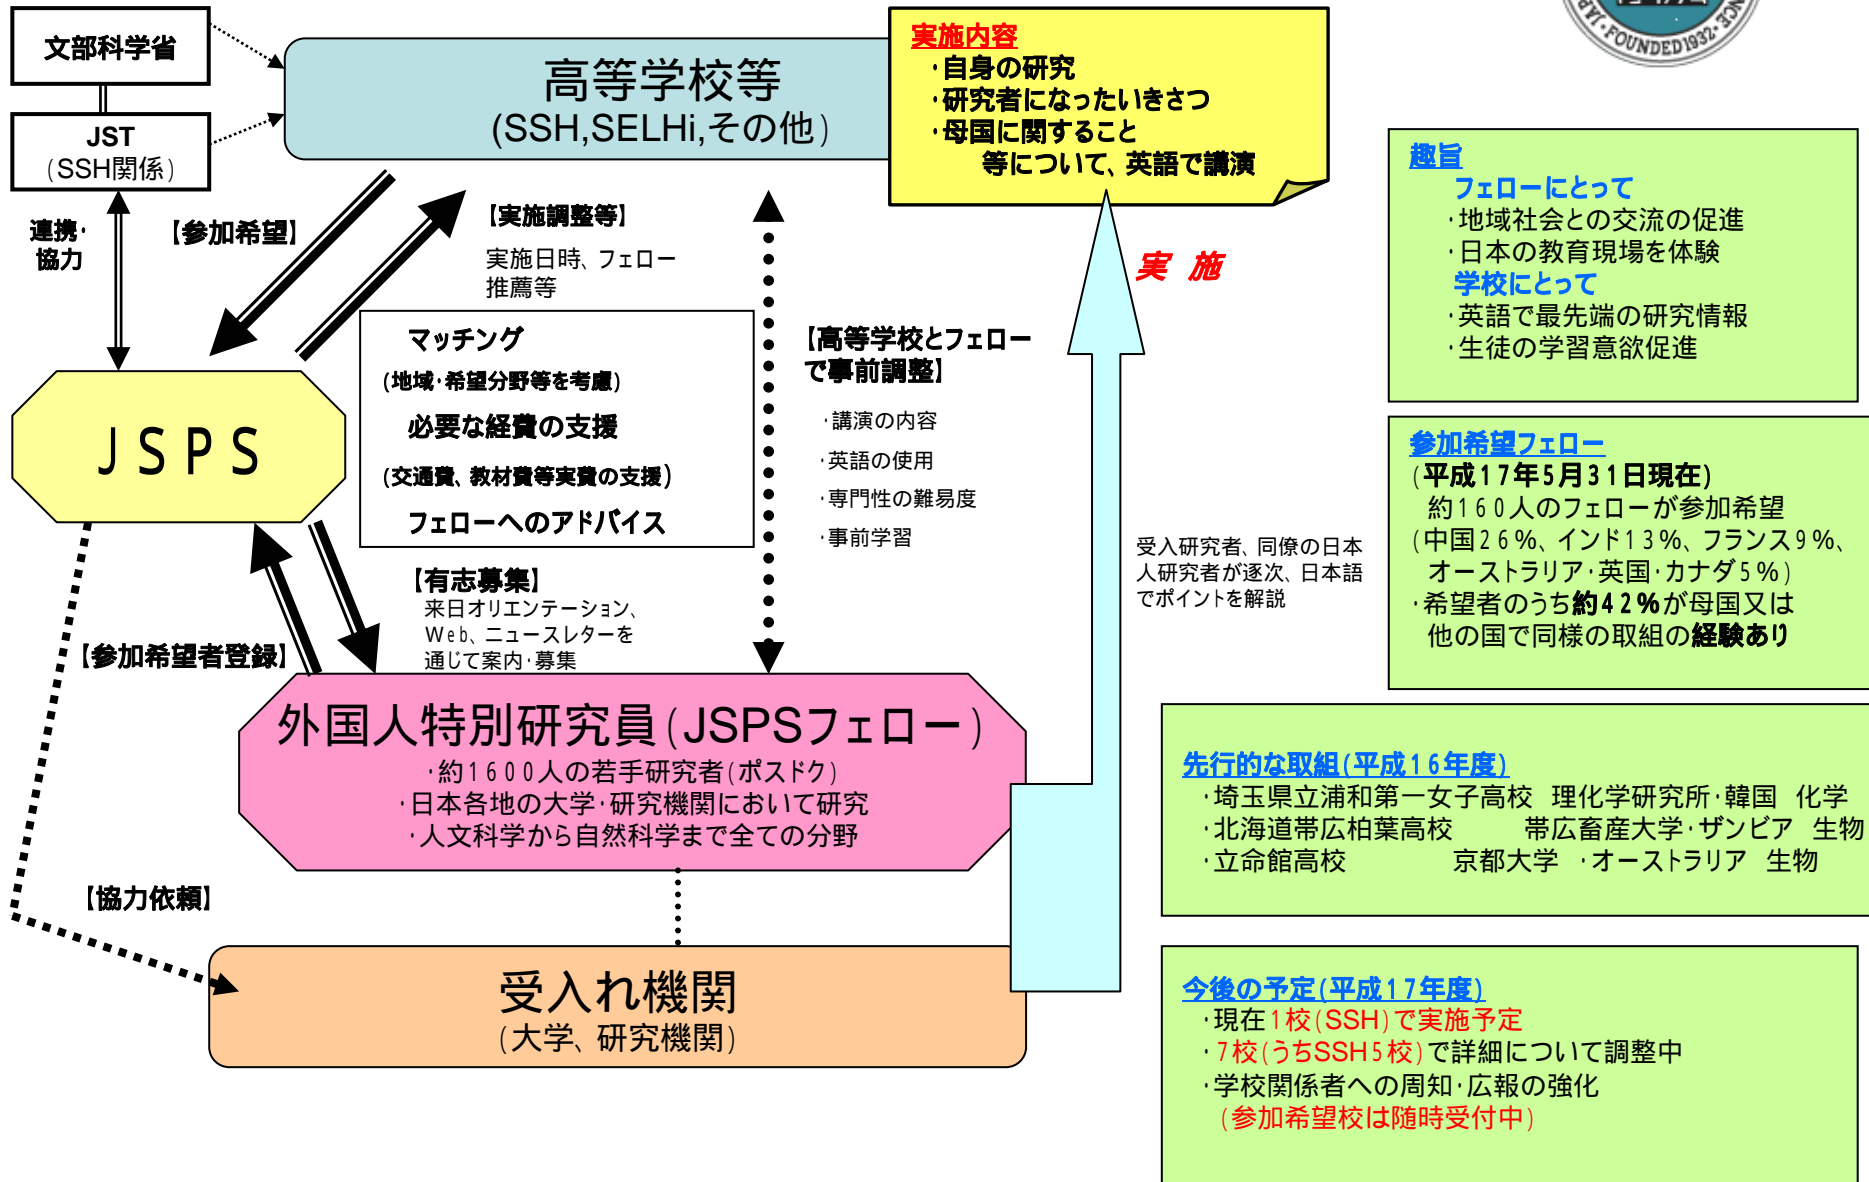 文部科学省
JST
(SSH関係)
連携・
協力
高等学校等
(SSH,SELHi,その他)
実施内容
・自身の研究
・研究者になったいきさつ
・母国に関すること
等について、英語で講演
FOUNDED 1932
【参加希望】
【実施調整等】
実施日時、フェロー
推薦等
マッチング
(地域・希望分野等を考慮)
必要な経費の支援
(交通費、教材費等実費の支援)
フェローへのアドバイス
【高等学校とフェロー
で事前調整】
・講演の内容
・英語の使用
・専門性の難易度
・事前学習
実 施
受入研究者、同僚の日本
人研究者が逐次、日本語
でポイントを解説
JSPS
【有志募集】
来日オリエンテーション、
Web、ニュースレターを
通じて案内・募集
【参加希望者登録】
外国人特別研究員(JSPSフェロー)
・約1600人の若手研究者(ポスドク)
・日本各地の大学・研究機関において研究
・人文科学から自然科学まで全ての分野
【協力依頼】
受入れ機関
(大学、研究機関)
趣旨
フェローにとって
・地域社会との交流の促進
・日本の教育現場を体験
学校にとって
・英語で最先端の研究情報
・生徒の学習意欲促進
参加希望フェロー
(平成17年5月31日現在)
約160人のフェローが参加希望
(中国26%、インド13%、フランス9%、
オーストラリア・英国・カナダ5%)
・希望者のうち約42%が母国又は
他の国で同様の取組の経験あり
先行的な取組(平成16年度)
・埼玉県立浦和第一女子高校 理化学研究所・韓国 化学
・北海道帯広柏葉高校 帯広畜産大学・ザンビア 生物
・立命館高校 京都大学 ・オーストラリア 生物
今後の予定(平成17年度)
・現在1校(SSH)で実施予定
・7校(うちSSH5校)で詳細について調整中
・学校関係者への周知・広報の強化
(参加希望校は随時受付中)